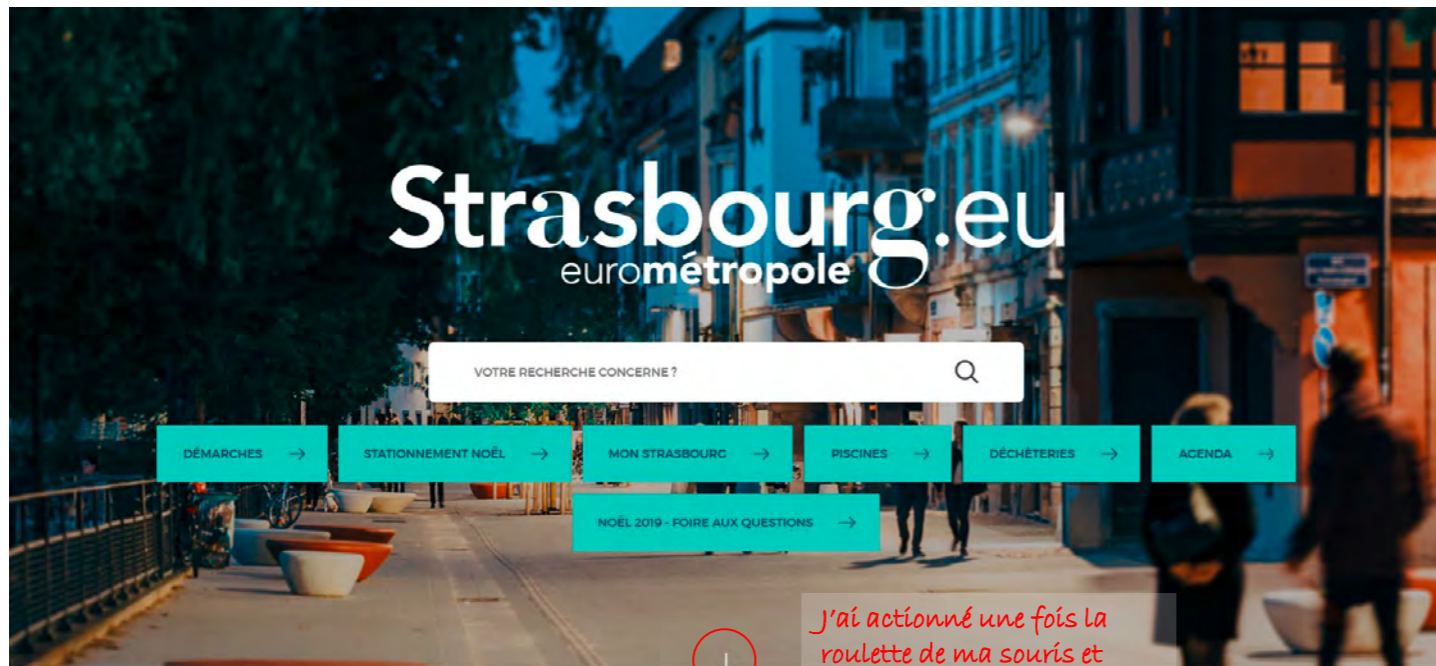 Strasbourg.eu
eurométropole
VOTRE RECHERCHE CONCERNE ?
DÉMARCHES
STATIONNEMENT NOËL
MON STRASBOURG
PISCINES
DÉCHÈTERIES
AGENDA
NOËL 2019 - FOIRE AUX QUESTIONS
J'ai actionné une fois la
roulette de ma souris et